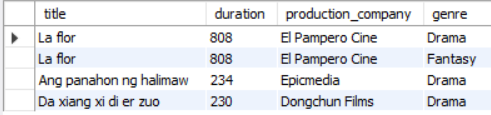 title duration production_company genre
La flor 808 El Pampero Cine Drama
La flor 808 El Pampero Cine Fantasy
Ang panahon ng halimaw 234 Epicmedia Drama
Da xiang xi di er zuo 230 Dongchun Films Drama